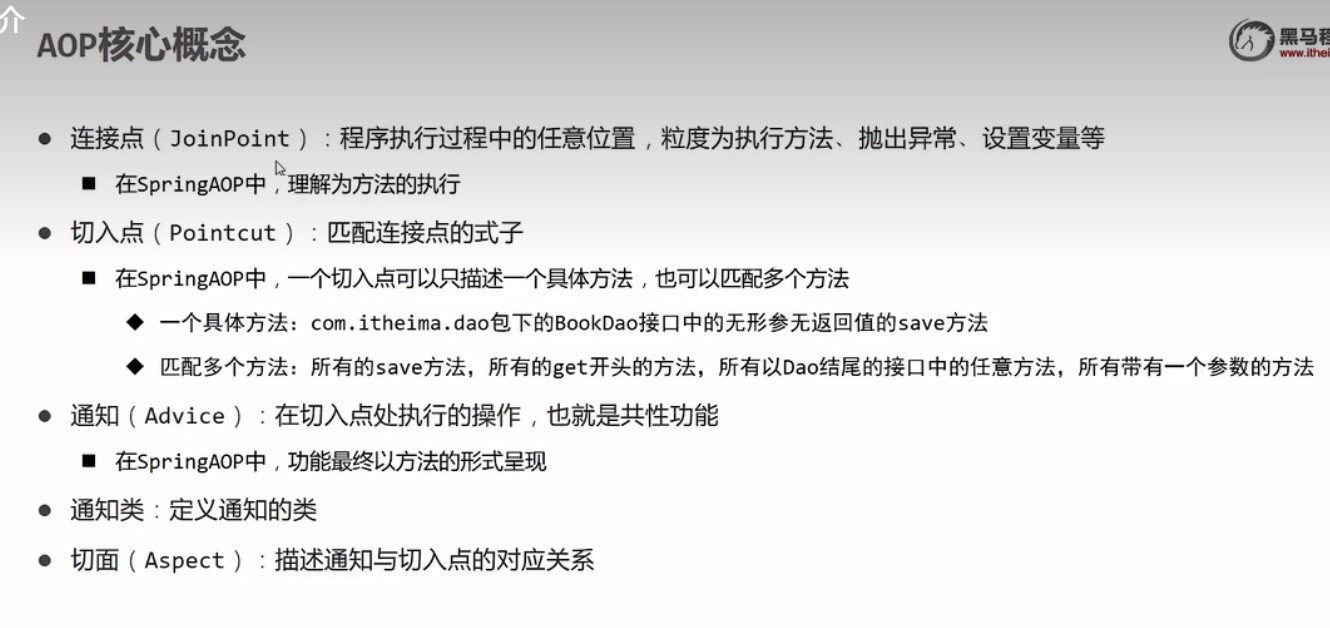 介
AOP核心概念
黑马程
www.ithei
● 连接点（JoinPoint）：程序执行过程中的任意位置，粒度为执行方法、抛出异常、设置变量等
■ 在SpringAOP中，理解为方法的执行
● 切入点（Pointcut）：匹配连接点的式子
■ 在SpringAOP中，一个切入点可以只描述一个具体方法，也可以匹配多个方法
◆ 一个具体方法：com.itheima.dao包下的BookDao接口中的无形参无返回值的save方法
◆ 匹配多个方法：所有的save方法，所有的get开头的方法，所有以Dao结尾的接口中的任意方法，所有带有一个参数的方法
● 通知（Advice）：在切入点处执行的操作，也就是共性功能
■ 在SpringAOP中，功能最终以方法的形式呈现
● 通知类：定义通知的类
● 切面（Aspect）：描述通知与切入点的对应关系